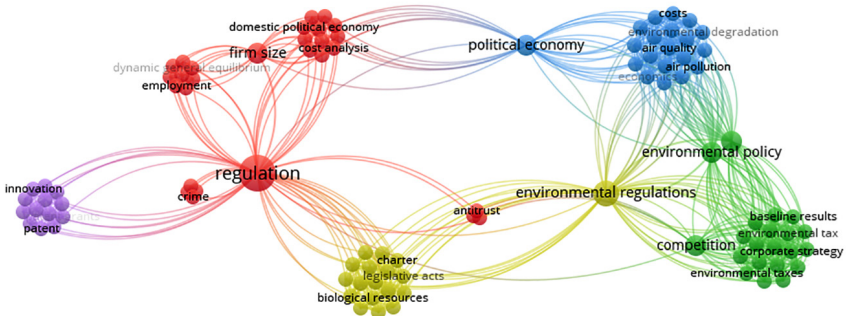 costs
domestic political economy
environmental degradation
firm size
cost analysis
political economy
air quality
dynamic general equilibrium
air pollution
economics
employment
environmental policy
regulation
innovation
crime
environmental regulations
patent
antitrust
baseline results
environmental tax
competition
corporate strategy
charter
legislative acts
environmental taxes
biological resources